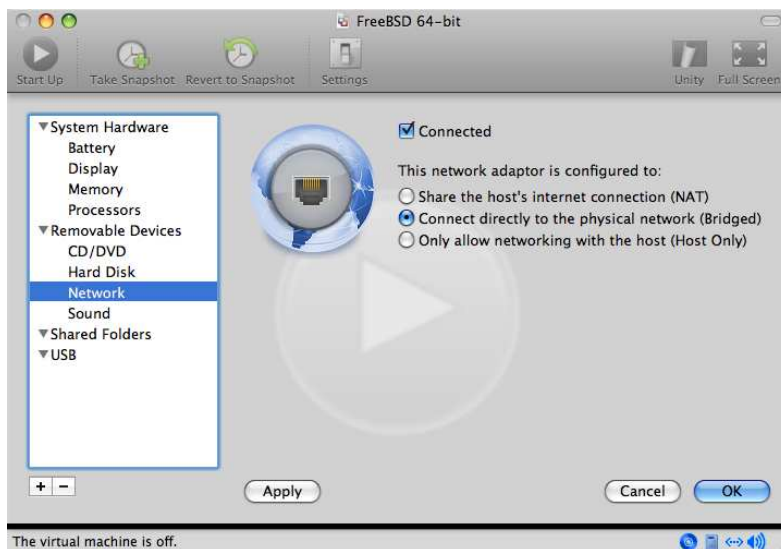 FreeBSD 64-bit
Start Up
Take Snapshot
Revert to Snapshot
Settings
Unity
Full Screen
System Hardware
Battery
Display
Memory
Processors
Removable Devices
CD/DVD
Hard Disk
Network
Sound
Shared Folders
USB
Connected
This network adaptor is configured to:
Share the host's internet connection (NAT)
Connect directly to the physical network (Bridged)
Only allow networking with the host (Host Only)
Apply
Cancel
OK
The virtual machine is off.